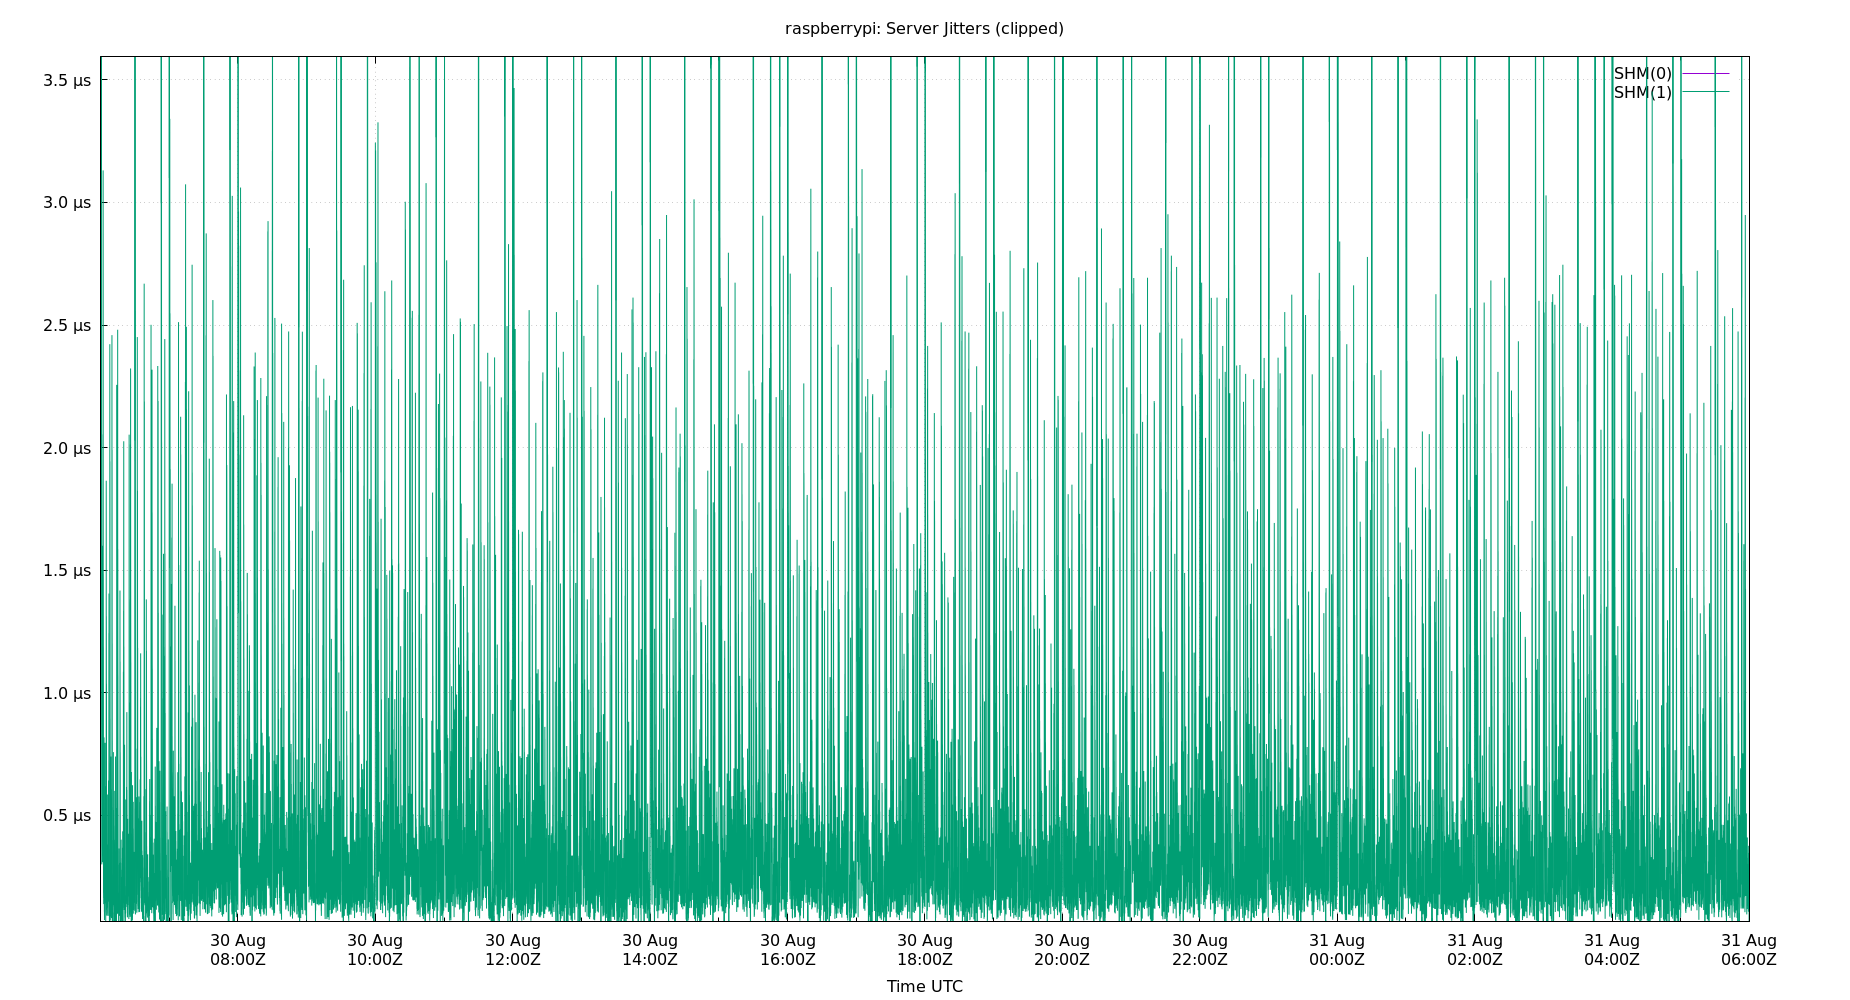 raspberrypi: Server Jitters (clipped)
3.5 µs
3.0 µs
2.5 µs
2.0 µs
1.5 µs
1.0 µs
0.5 µs
SHM(0)
SHM(1)
30 Aug 30 Aug 30 Aug 30 Aug 30 Aug 30 Aug 30 Aug 30 Aug 31 Aug 31 Aug 31 Aug 31 Aug
08:00Z 10:00Z 12:00Z 14:00Z 16:00Z 18:00Z 20:00Z 22:00Z 00:00Z 02:00Z 04:00Z 06:00Z
Time UTC